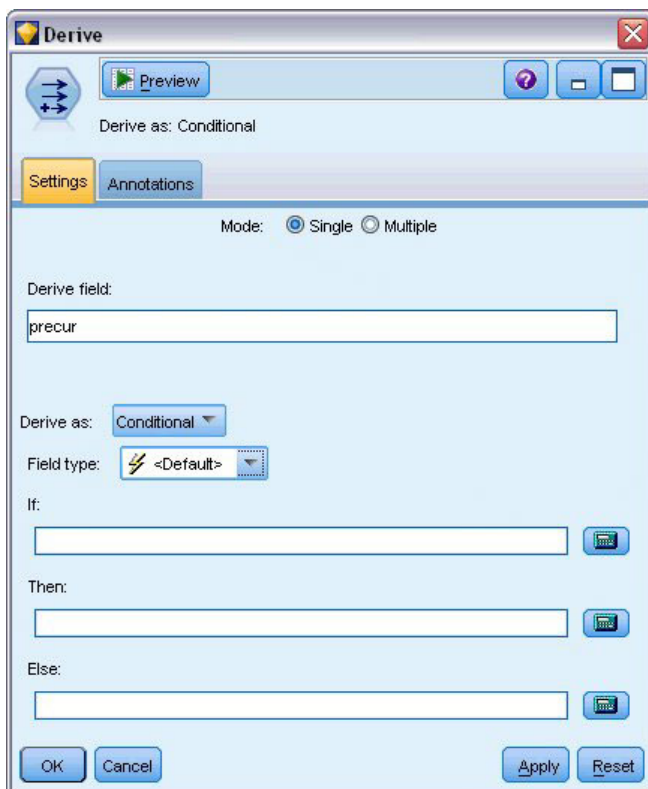 Derive
Preview
?
Derive as: Conditional
Settings Annotations
Mode: Single Multiple
Derive field:
precur
Derive as: Conditional
Field type: <Default>
If:
Then:
Else:
OK Cancel Apply Reset